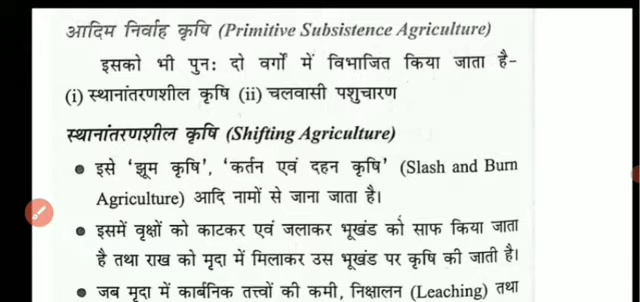 आदिम निर्वाह कृषि (Primitive Subsistence Agriculture)
इसको भी पुनः दो वर्गों में विभाजित किया जाता है-
(i) स्थानांतरणशील कृषि (ii) चलवासी पशुचारण
स्थानांतरणशील कृषि (Shifting Agriculture)
● इसे ‘झूम कृषि’, ‘कर्तन एवं दहन कृषि’ (Slash and Burn
Agriculture) आदि नामों से जाना जाता है।
● इसमें वृक्षों को काटकर एवं जलाकर भूखंड को साफ किया जाता
है तथा राख को मृदा में मिलाकर उस भूखंड पर कृषि की जाती है।
● जब मृदा में कार्बनिक तत्त्वों की कमी, निक्षालन (Leaching) तथा